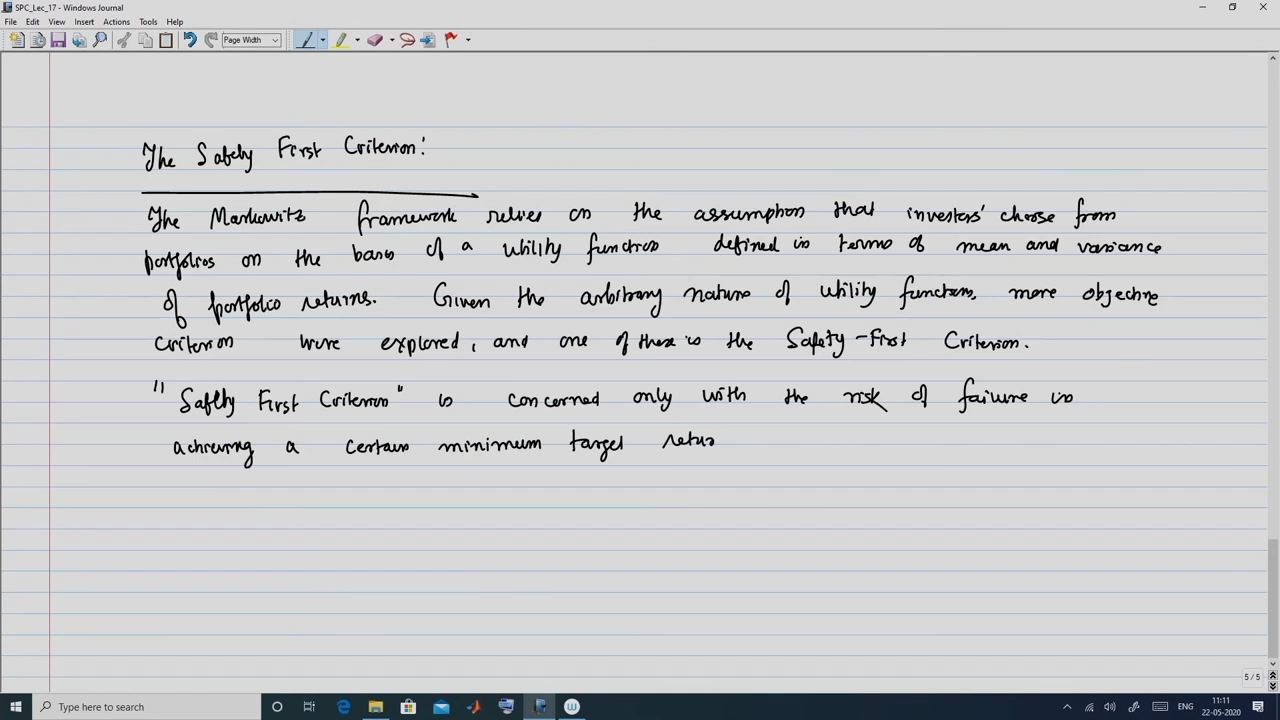 SPC_Lec_17 - Windows Journal
File Edit View Insert Actions Tools Help
Page Width
The Safety First Criterion:
The Markowitz framework relies on the assumption that investors' choose from
portfolios on the basis of a utility function defined in terms of mean and variance
of portfolio returns. Given the arbitrary nature of utility functions, more objective
criterion were explored, and one of these is the Safety-First Criterion.
"Safety First Criterion" is concerned only with the risk of failure in
achieving a certain minimum target retur
5 / 5
Type here to search
ENG
11:11
22-05-2020